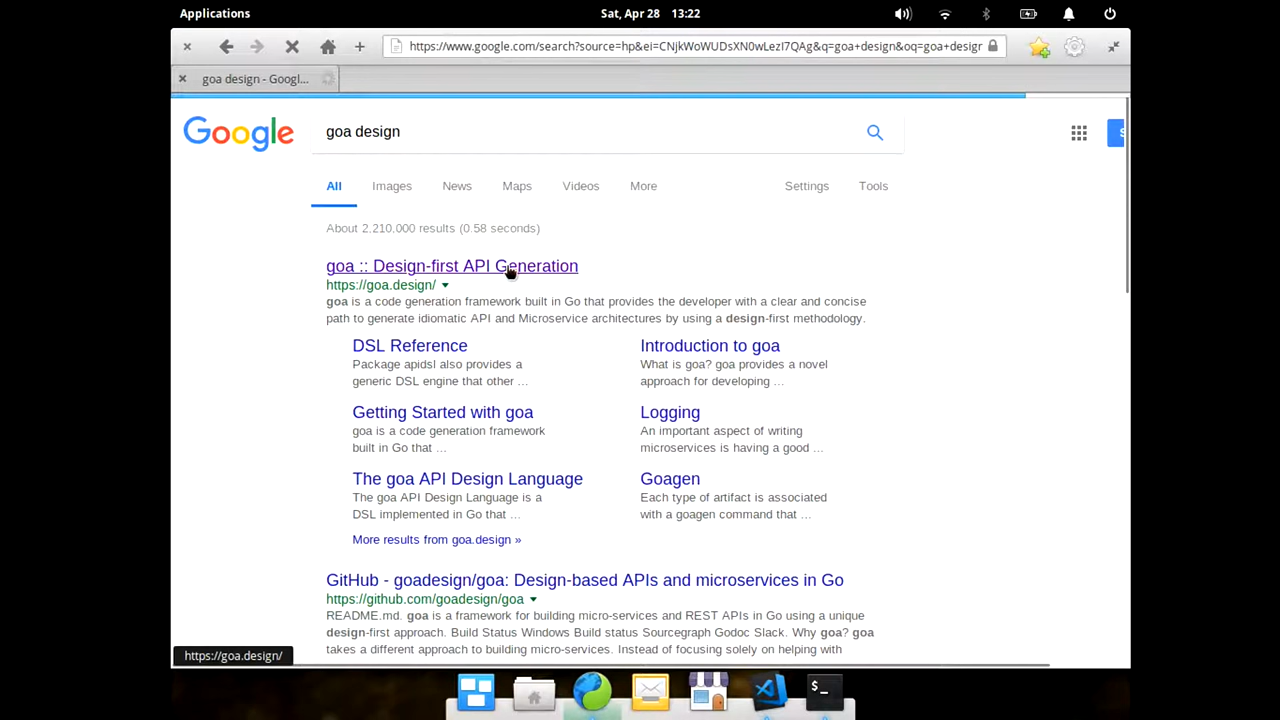 Applications
Sat, Apr 28 13:22
https://www.google.com/search?source=hp&ei=CNjkWoWUDsXN0wLezI7QAg&q=goa+design&oq=goa+desigr
goa design - Googl...
Google
goa design
All Images News Maps Videos More Settings Tools
About 2,210,000 results (0.58 seconds)
goa :: Design-first API Generation
https://goa.design/
goa is a code generation framework built in Go that provides the developer with a clear and concise
path to generate idiomatic API and Microservice architectures by using a design-first methodology.
DSL Reference
Package apidsl also provides a
generic DSL engine that other ...
Introduction to goa
What is goa? goa provides a novel
approach for developing ...
Getting Started with goa
goa is a code generation framework
built in Go that ...
Logging
An important aspect of writing
microservices is having a good ...
The goa API Design Language
The goa API Design Language is a
DSL implemented in Go that ...
Goagen
Each type of artifact is associated
with a goagen command that ...
More results from goa.design »
GitHub - goadesign/goa: Design-based APIs and microservices in Go
https://github.com/goadesign/goa
README.md. goa is a framework for building micro-services and REST APIs in Go using a unique
design-first approach. Build Status Windows Build status Sourcegraph Godoc Slack. Why goa? goa
takes a different approach to building micro-services. Instead of focusing solely on helping with
https://goa.design/